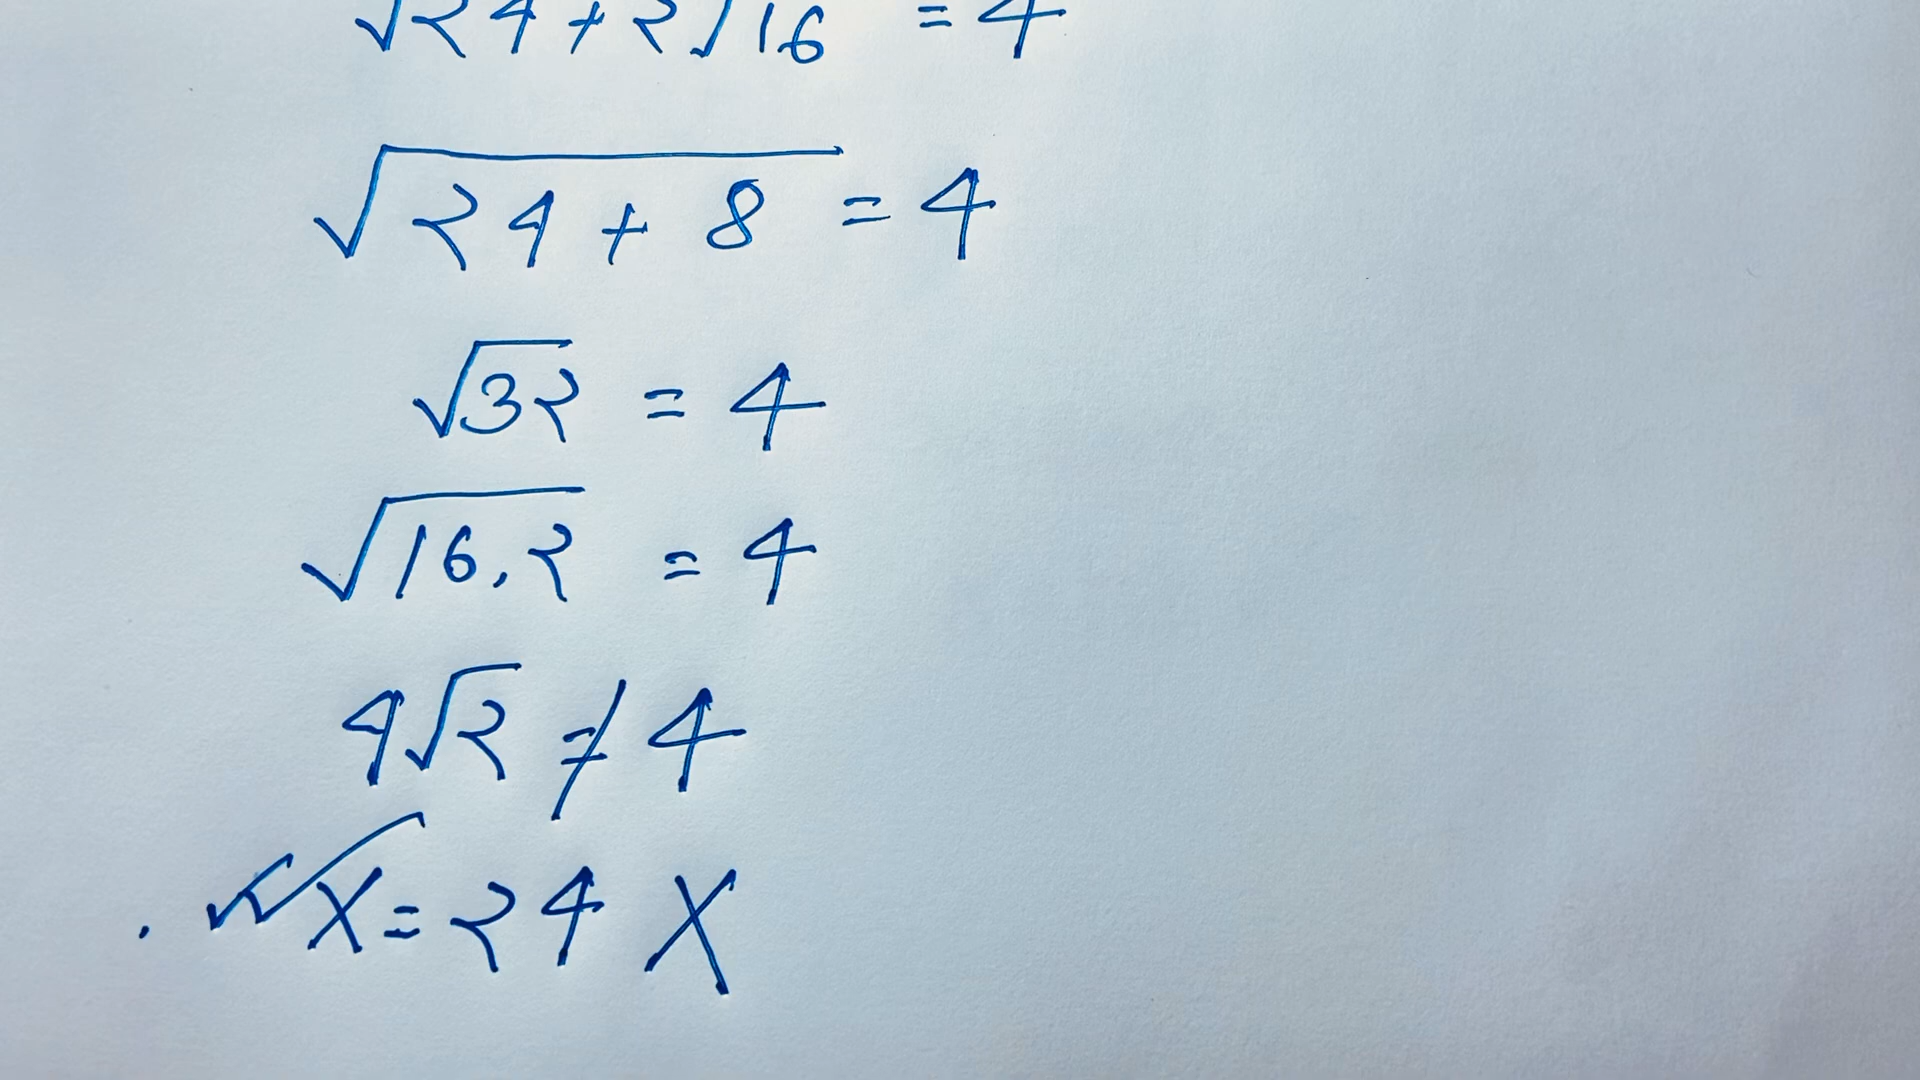 √24 + 2√16 = 4
√24 + 8 = 4
√32 = 4
√16.2 = 4
4√2 ≠ 4
✓✓ X = 24 X